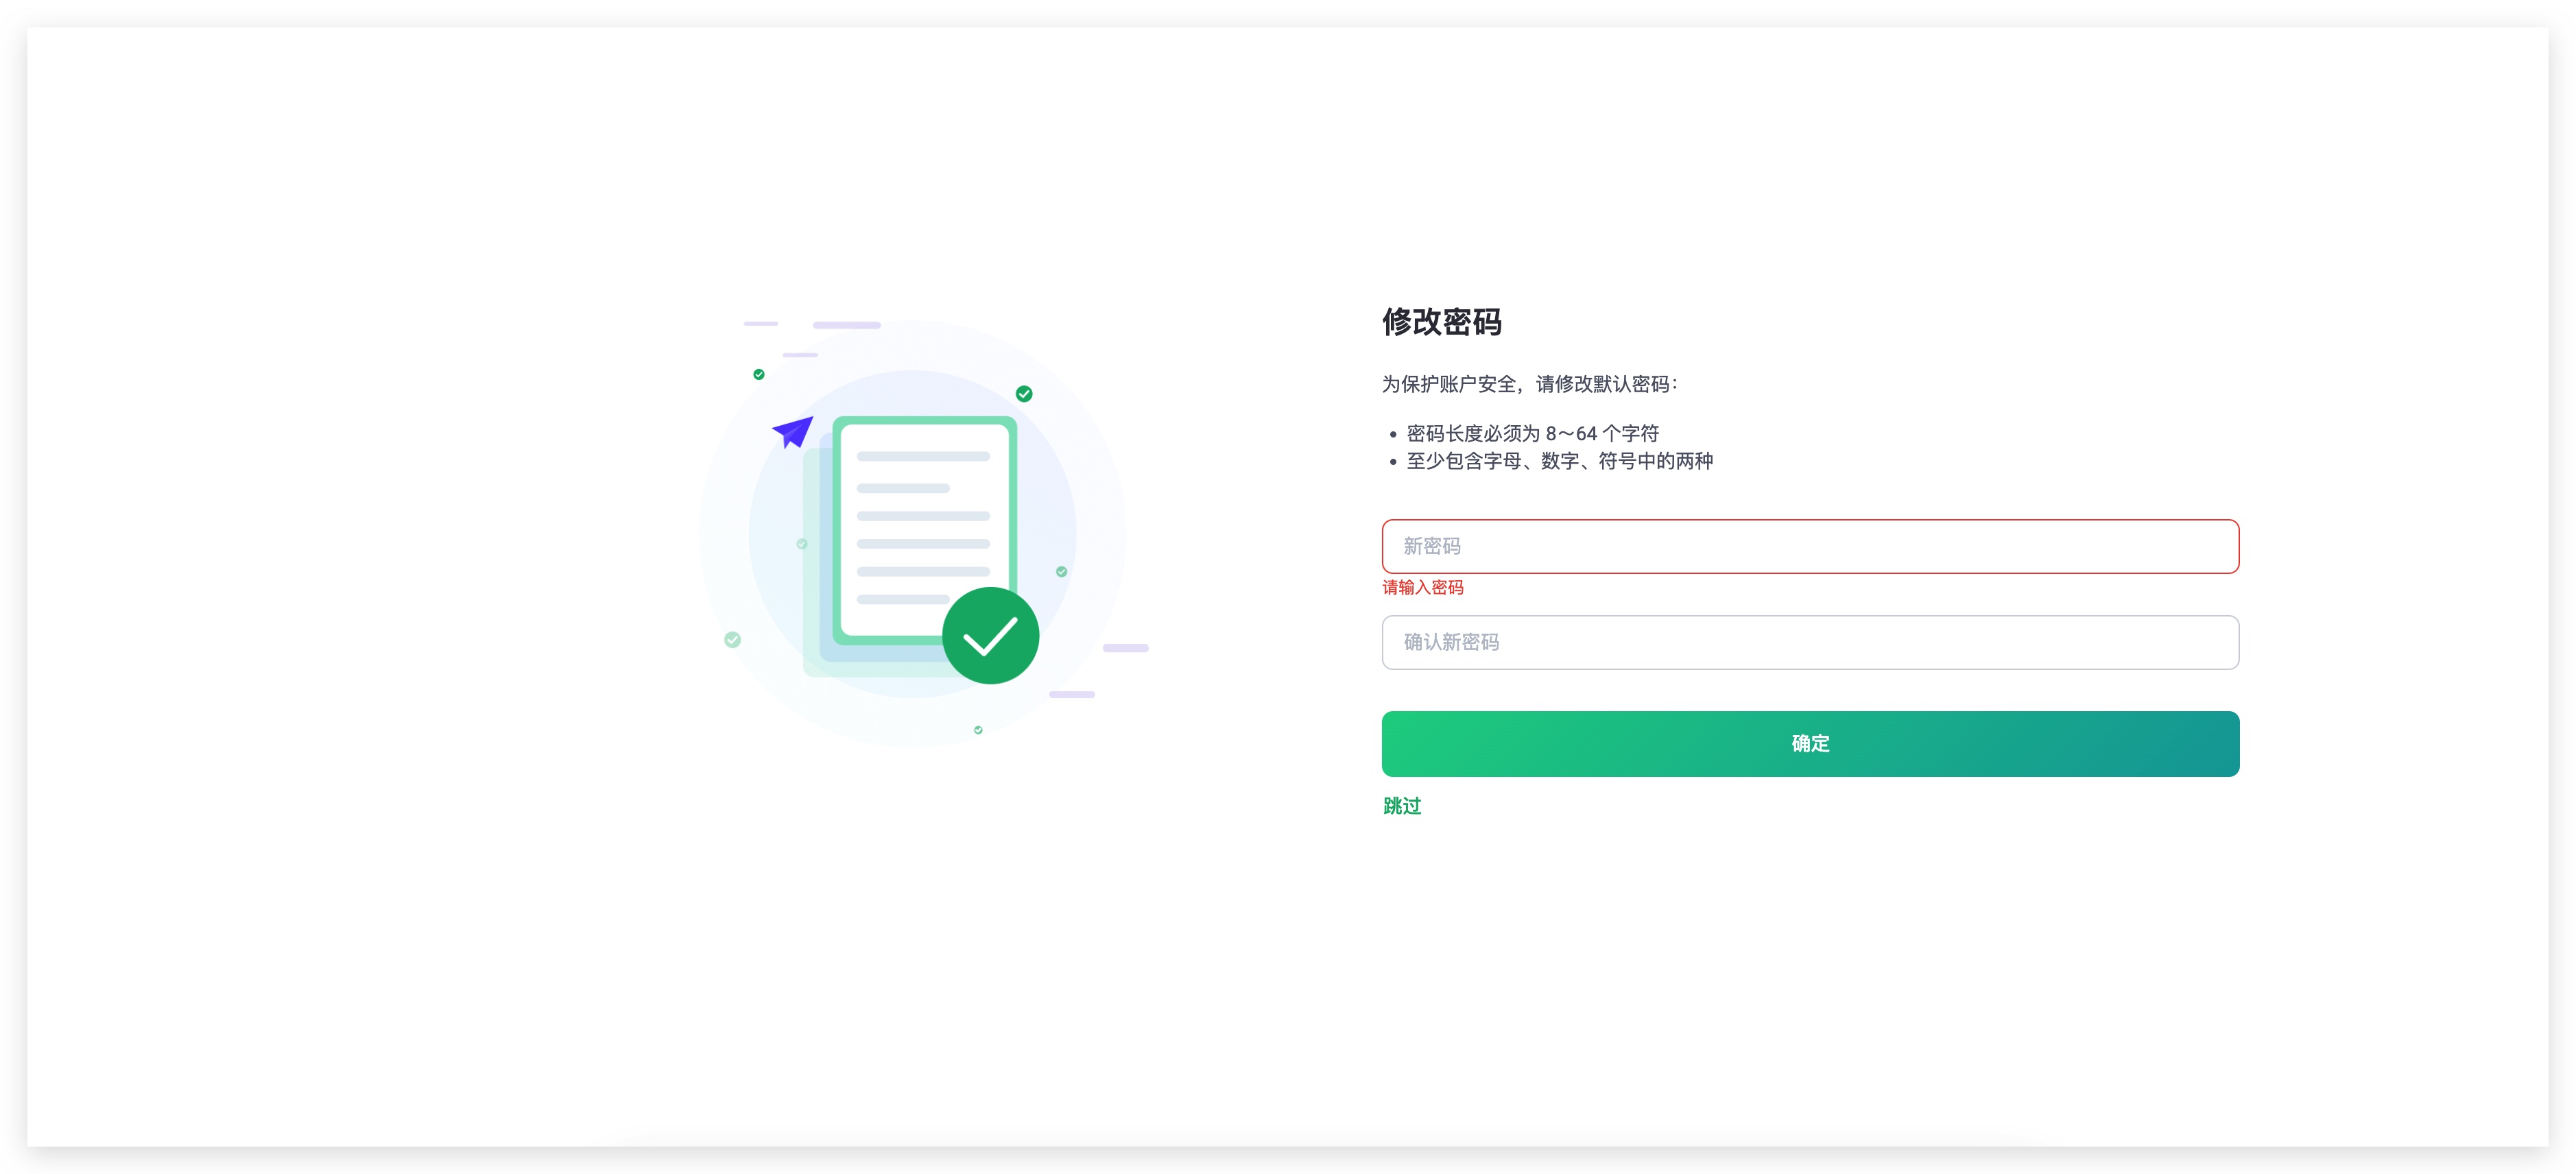 修改密码
为保护账户安全，请修改默认密码：
密码长度必须为 8～64 个字符
至少包含字母、数字、符号中的两种
新密码
请输入密码
确认新密码
确定
跳过